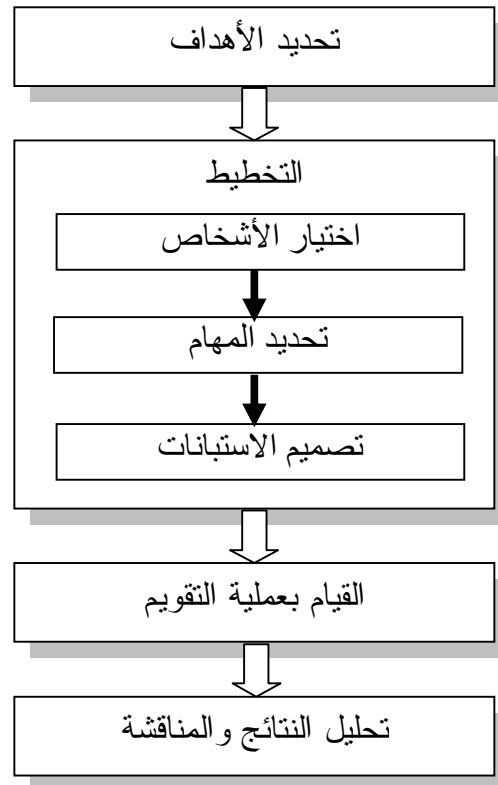 تحديد الأهداف
التخطيط
اختيار الأشخاص
تحديد المهام
تصميم الاستبانات
القيام بعملية التقويم
تحليل النتائج والمناقشة